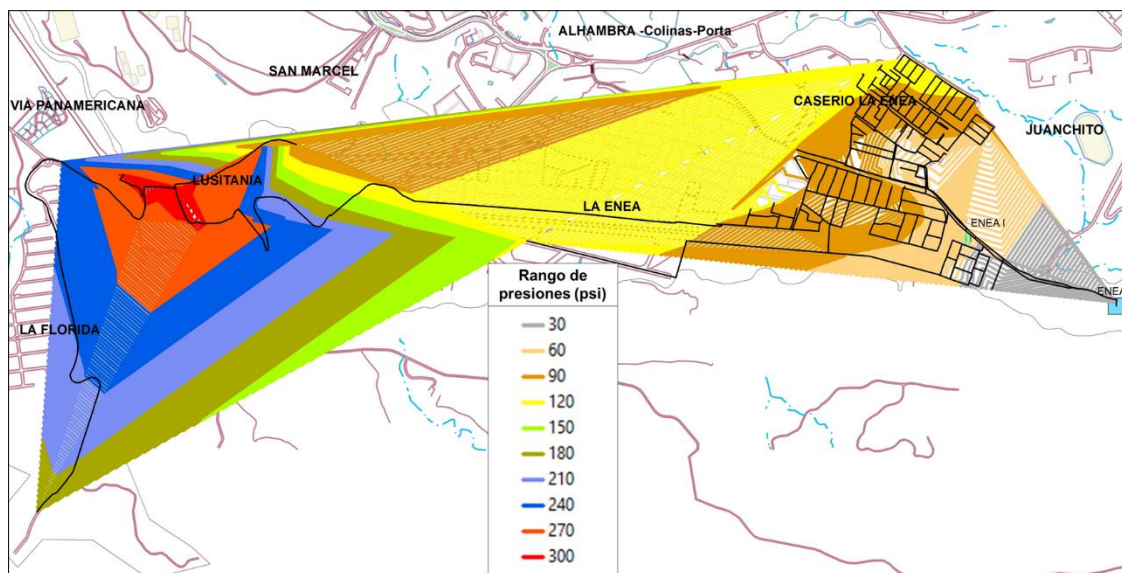 ALHAMBRA -Colinas-Porta
SAN MARCEL
VIA PANAMERICANA
CASERIO LA ENEA
JUANCHITO
LUSITANIA
LA ENEA
ENEA I
ENEA
LA FLORIDA
Rango de
presiones (psi)
30
60
90
120
150
180
210
240
270
300